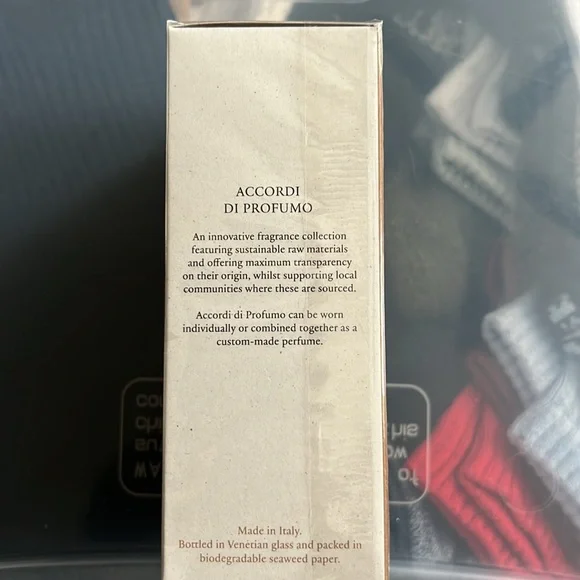 ACCORDI
DI PROFUMO
An innovative fragrance collection
featuring sustainable raw materials
and offering maximum transparency
on their origin, whilst supporting local
communities where these are sourced.
Accordi di Profumo can be worn
individually or combined together as a
custom-made perfume.
Made in Italy.
Bottled in Venetian glass and packed in
biodegradable seaweed paper.